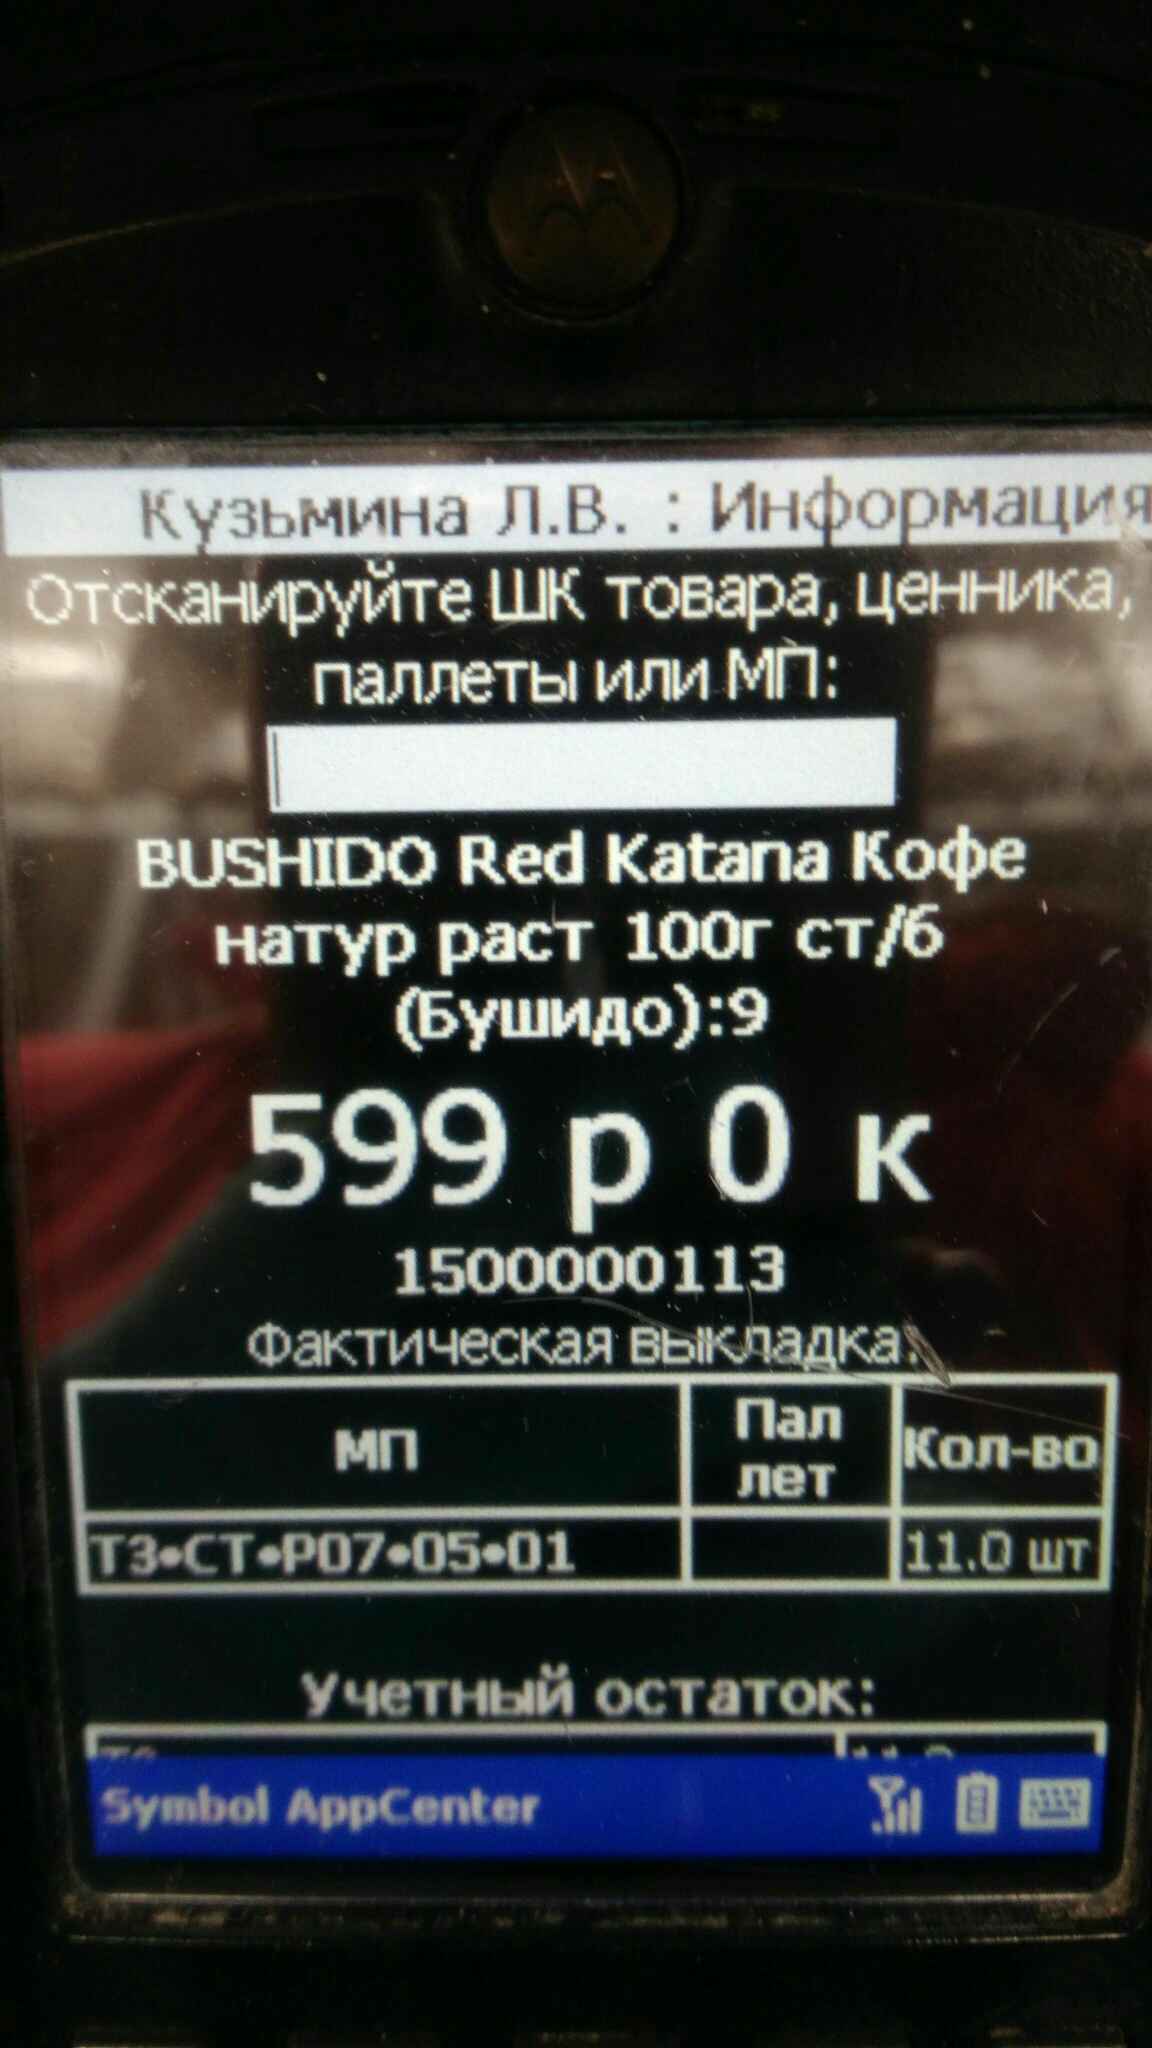 Кузьмина Л.В. : Информация
Отсканируйте ШК товара, ценника,
паллеты или МП:
BUSHIDO Red Katana Кофе
натур раст 100г ст/б
(Бушидо):9
599 р 0 к
1500000113
Фактическая выкладка:
МП
Пал
лет
Кол-во
ТЗ•СТ•Р07•05•01
11.0 шт
Учетный остаток:
Symbol AppCenter